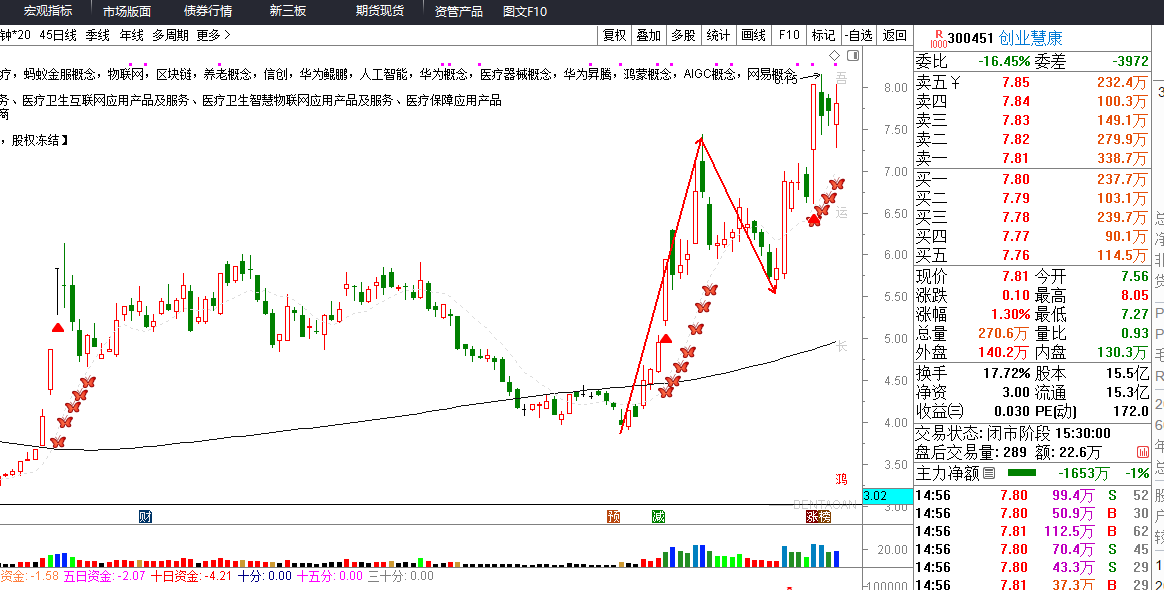 宏观指标 市场版面 债券行情 新三板 期货现货 资管产品 图文F10
钟*20 45日线 季线 年线 多周期 更多 复权 叠加 多股 统计 画线 F10 标记 -自选 返回
疗，蚂蚁金服概念，物联网，区块链，养老概念，信创，华为鲲鹏，人工智能，华为概念，医疗器械概念，华为昇腾，鸿蒙概念，AIGC概念，网易概念
务、医疗卫生互联网应用产品及服务、医疗卫生智慧物联网应用产品及服务、医疗保障应用产品
商
，股权冻结】
8.15
吾
运
长
鸿
8.00
7.50
7.00
6.50
6.00
5.50
5.00
4.50
4.00
3.50
3.02
3.00
财 预 减 涨榜
20.00
资金: -1.58 五日资金: -2.07 十日资金: -4.21 十分: 0.00 十五分: 0.00 三十分: 0.00
-100000
R
1000
300451 创业慧康
委比 -16.45% 委差 -3972
卖五 ¥ 7.85 232.4万
卖四 7.84 100.3万
卖三 7.83 149.1万
卖二 7.82 279.9万
卖一 7.81 338.7万
买一 7.80 237.7万
买二 7.79 103.1万
买三 7.78 239.7万
买四 7.77 90.1万
买五 7.76 114.5万
现价 7.81 今开 7.56
涨跌 0.10 最高 8.05
涨幅 1.30% 最低 7.27
总量 270.6万 量比 0.93
外盘 140.2万 内盘 130.3万
换手 17.72% 股本 15.5亿
净资 3.00 流通 15.3亿
收益㈢ 0.030 PE(动) 172.0
交易状态: 闭市阶段 15:30:00
盘后交易量: 289 额: 22.6万
主力净额 -1653万 -1%
14:56 7.80 99.4万 S 52
14:56 7.80 50.9万 B 30
14:56 7.81 112.5万 B 62
14:56 7.80 70.4万 S 45
14:56 7.80 43.3万 S 29
14:56 7.81 37.3万 B 29